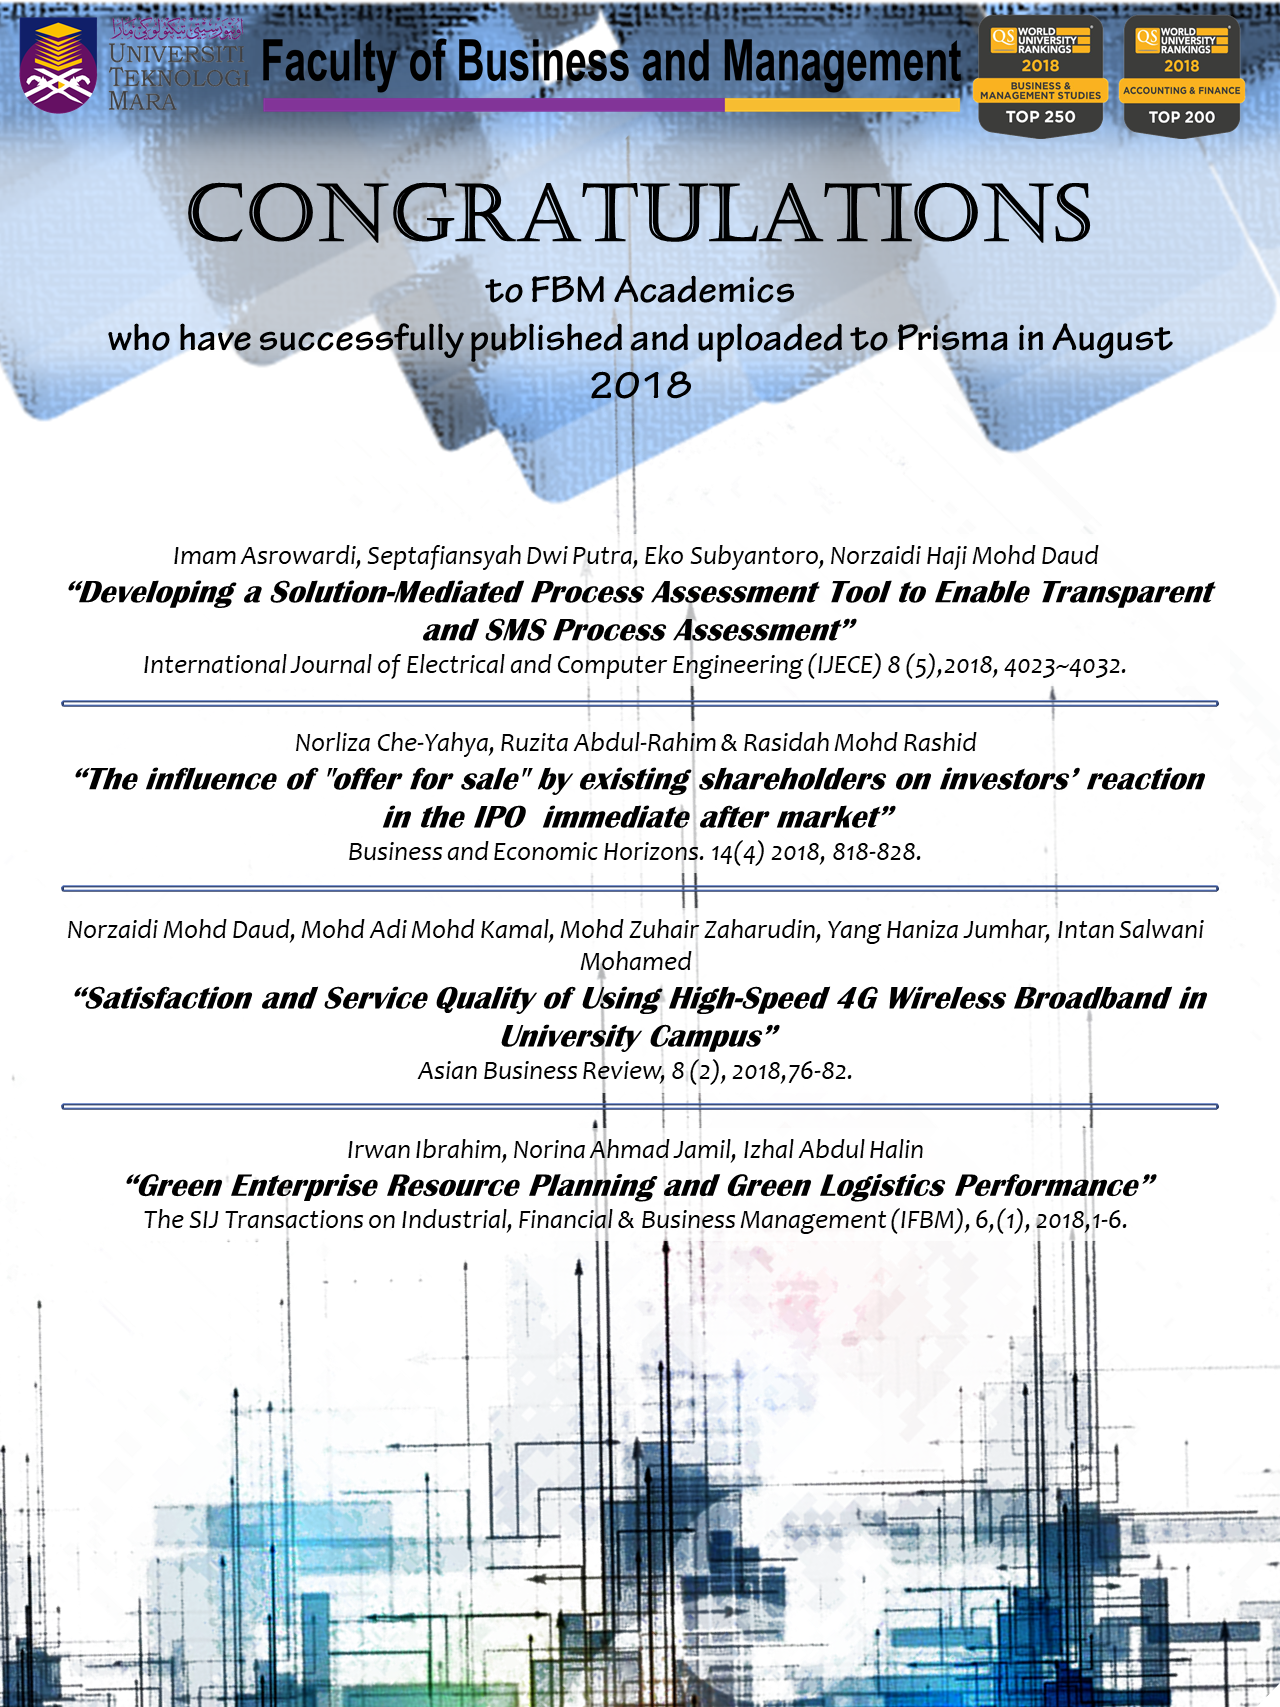 اونيۏرسيتي تيكنولوݢي مارا
UNIVERSITI
TEKNOLOGI
MARA
Faculty of Business and Management
QS WORLD UNIVERSITY RANKINGS
2018
BUSINESS &
MANAGEMENT STUDIES
TOP 250
QS WORLD UNIVERSITY RANKINGS
2018
ACCOUNTING & FINANCE
TOP 200
CONGRATULATIONS
to FBM Academics
who have successfully published and uploaded to Prisma in August
2018
Imam Asrowardi, Septafiansyah Dwi Putra, Eko Subyantoro, Norzaidi Haji Mohd Daud
“Developing a Solution-Mediated Process Assessment Tool to Enable Transparent
and SMS Process Assessment”
International Journal of Electrical and Computer Engineering (IJECE) 8 (5),2018, 4023~4032.
Norliza Che-Yahya, Ruzita Abdul-Rahim & Rasidah Mohd Rashid
“The influence of "offer for sale" by existing shareholders on investors’ reaction
in the IPO  immediate after market”
Business and Economic Horizons. 14(4) 2018, 818-828.
Norzaidi Mohd Daud, Mohd Adi Mohd Kamal, Mohd Zuhair Zaharudin, Yang Haniza Jumhar, Intan Salwani
Mohamed
“Satisfaction and Service Quality of Using High-Speed 4G Wireless Broadband in
University Campus”
Asian Business Review, 8 (2), 2018,76-82.
Irwan Ibrahim, Norina Ahmad Jamil, Izhal Abdul Halin
“Green Enterprise Resource Planning and Green Logistics Performance”
The SIJ Transactions on Industrial, Financial & Business Management (IFBM), 6,(1), 2018,1-6.